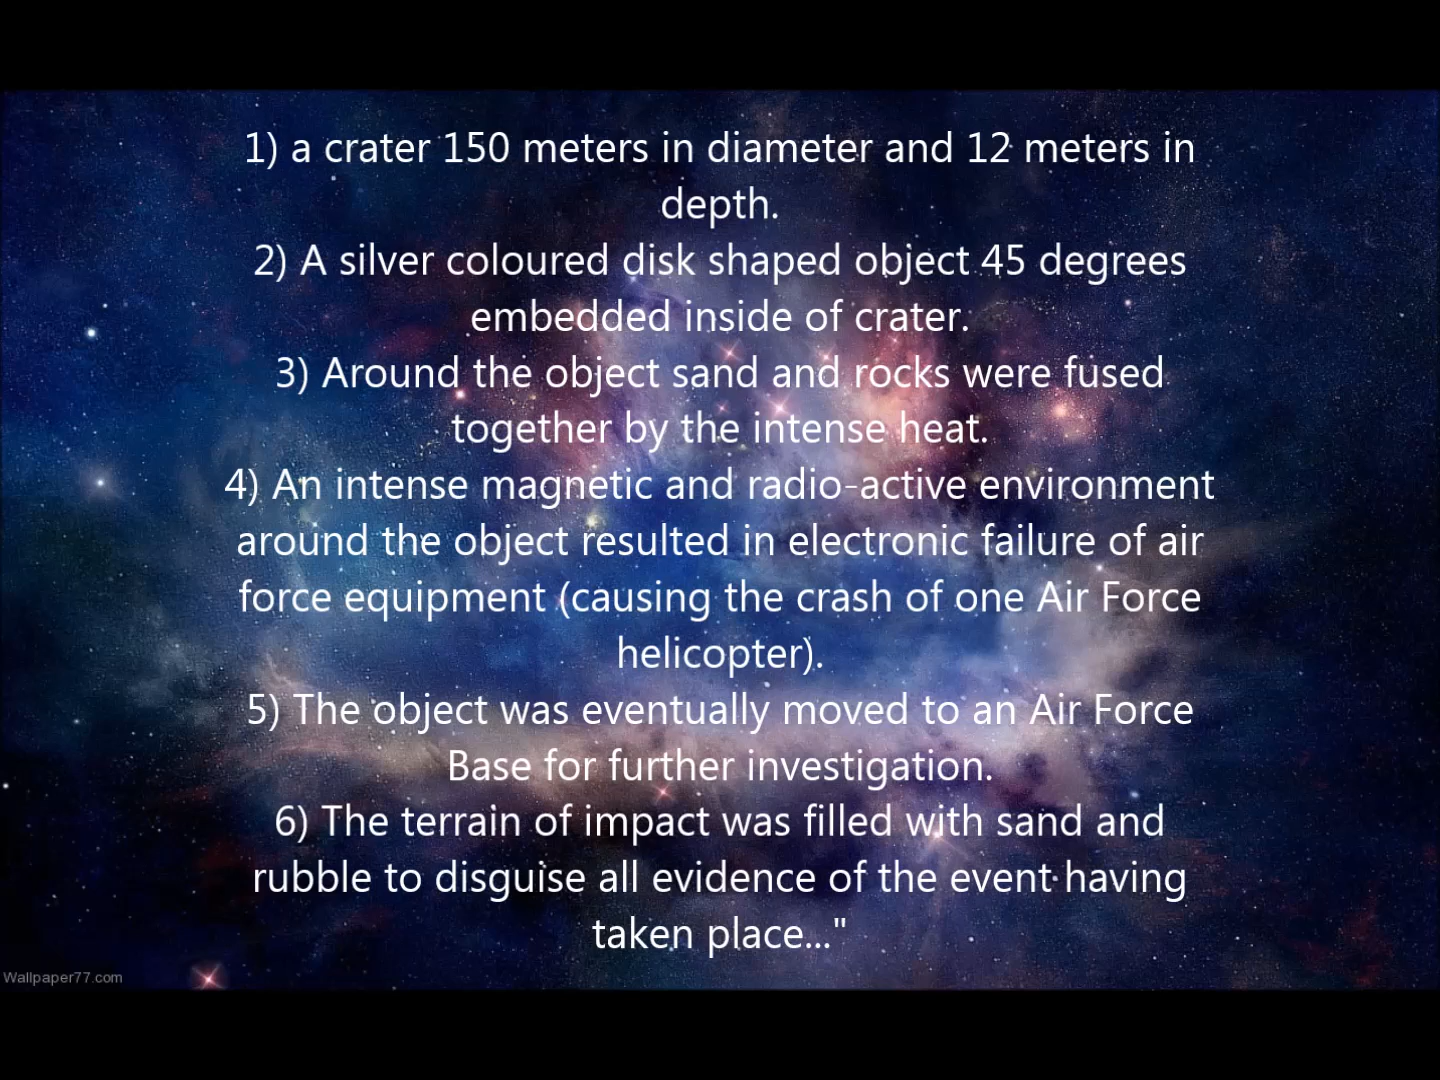 1) a crater 150 meters in diameter and 12 meters in
depth.
2) A silver coloured disk shaped object 45 degrees
embedded inside of crater.
3) Around the object sand and rocks were fused
together by the intense heat.
4) An intense magnetic and radio-active environment
around the object resulted in electronic failure of air
force equipment (causing the crash of one Air Force
helicopter).
5) The object was eventually moved to an Air Force
Base for further investigation.
6) The terrain of impact was filled with sand and
rubble to disguise all evidence of the event having
taken place..."
Wallpaper77.com